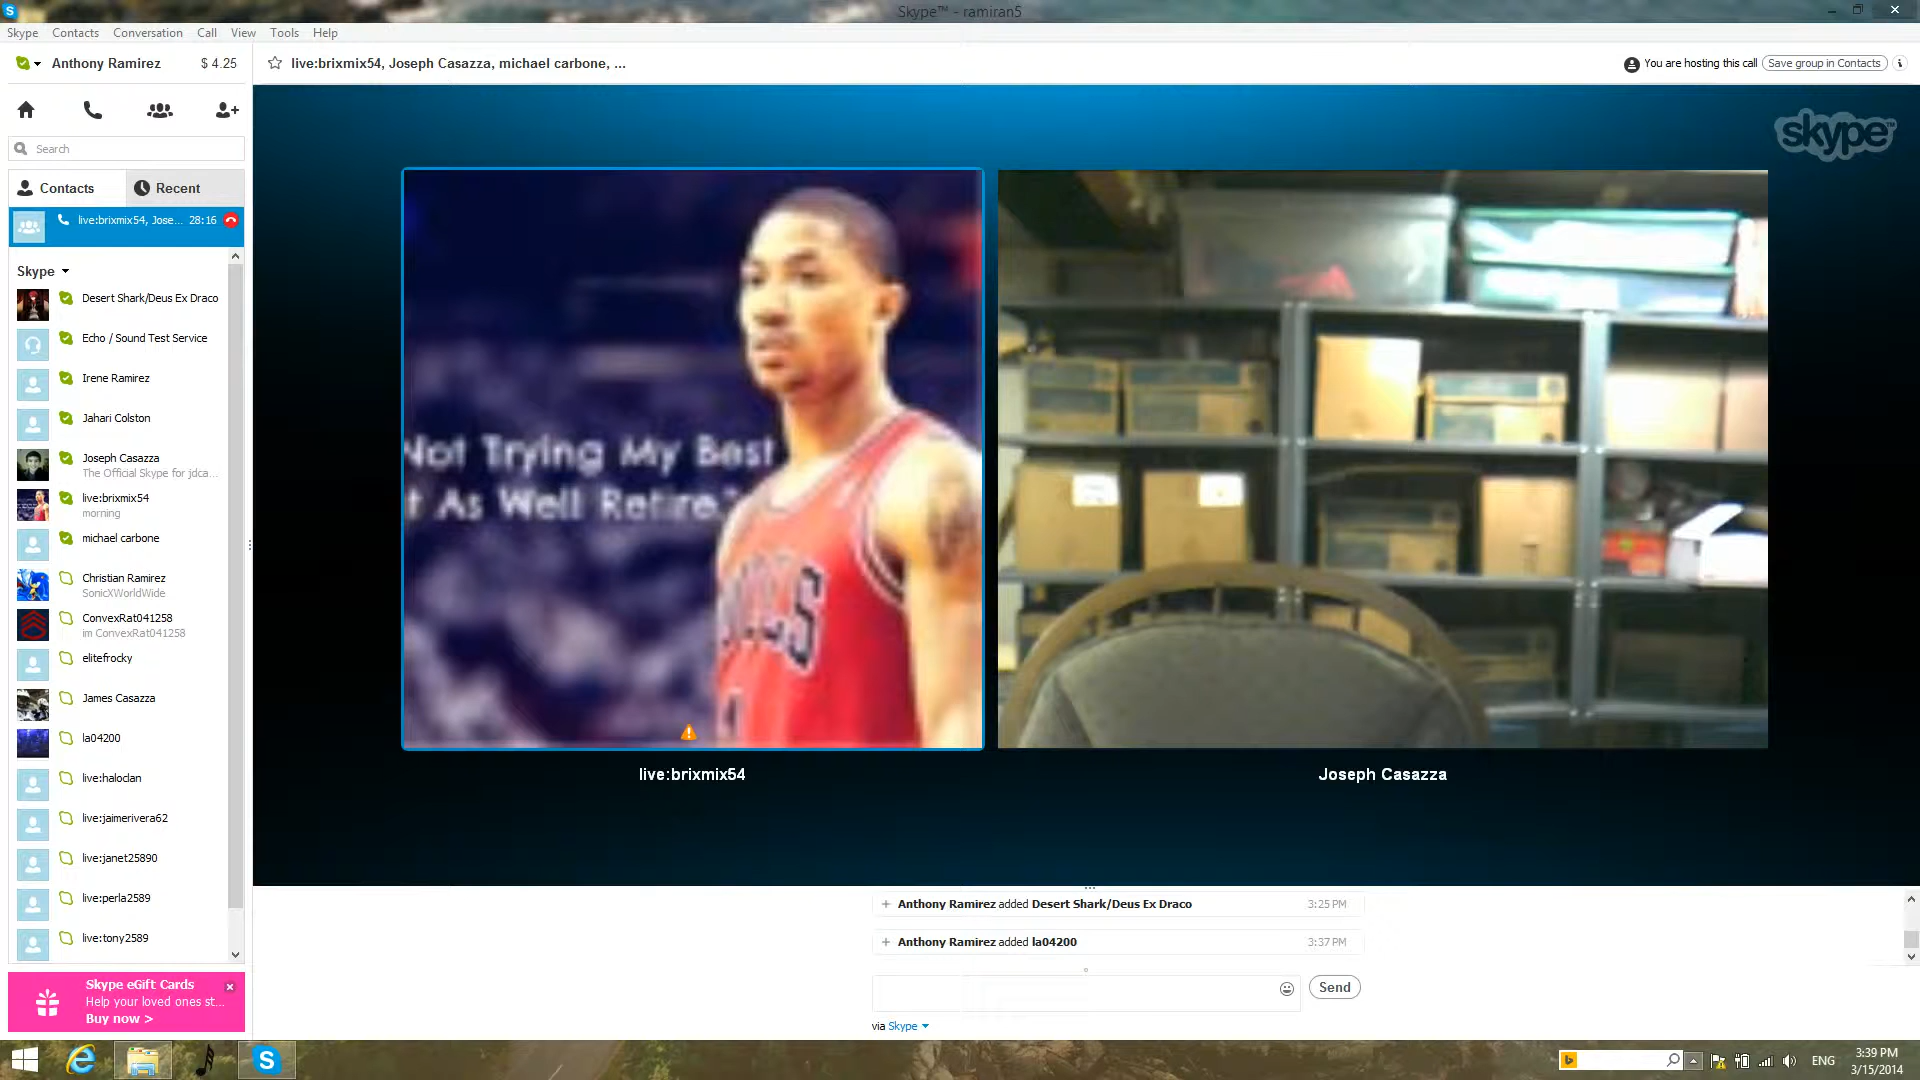 Skype™ - ramiran5
Skype Contacts Conversation Call View Tools Help
Anthony Ramirez $ 4.25
live:brixmix54, Joseph Casazza, michael carbone, ...
You are hosting this call Save group in Contacts
Search
Contacts Recent
live:brixmix54, Jose... 28:16
Skype
Desert Shark/Deus Ex Draco
Echo / Sound Test Service
Irene Ramirez
Jahari Colston
Joseph Casazza
The Official Skype for jdca...
live:brixmix54
morning
michael carbone
Christian Ramirez
SonicXWorldWide
ConvexRat041258
im ConvexRat041258
elitefrocky
James Casazza
la04200
live:haloclan
live:jaimerivera62
live:janet25890
live:perla2589
live:tony2589
Skype eGift Cards
Help your loved ones st...
Buy now >
skype™
Not Trying My Best
t As Well Retire."
live:brixmix54
Joseph Casazza
Anthony Ramirez added Desert Shark/Deus Ex Draco 3:25 PM
Anthony Ramirez added la04200 3:37 PM
Send
via Skype
ENG
3:39 PM
3/15/2014